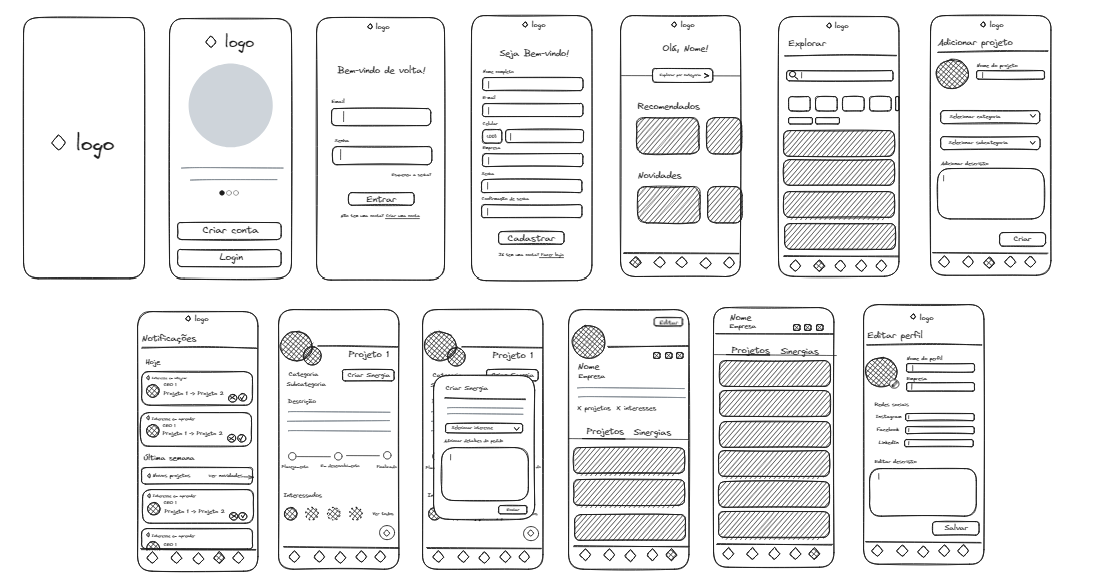 logo
logo
Criar conta
Login
logo
Bem-vindo de volta!
Email
Senha
Esqueceu a senha?
Entrar
Não tem uma conta? Criar uma conta
logo
Seja Bem-vindo!
Nome completo
E-mail
Celular
Empresa
Senha
Confirmação de senha
Cadastrar
Já tem uma conta? Fazer login
logo
Olá, Nome!
Explorar por categoria >
Recomendados
Novidades
logo
Explorar
logo
Adicionar projeto
Nome do projeto
Selecionar categoria
Selecionar subcategoria
Adicionar descrição
Criar
logo
Notificações
Hoje
Interesse em
CEO 1
Projeto 1 -> Projeto 2
Interesse em aprender
CEO 1
Projeto 1 -> Projeto 2
Última semana
Novos projetos
ver novidades
Interesse em aprender
CEO 1
Projeto 1 -> Projeto 2
Interesse em aprender
CEO 1
Projeto 1
Categoria
Criar Sinergia
Subcategoria
Descrição
Planejamento
Em desenvolvimento
Finalizado
Interessados
Ver todos
Projeto 1
Criar Sinergia
Selecionar interesse
Adicionar detalhes do pedido
Enviar
Editar
Nome
Empresa
X projetos X interesses
Projetos Sinergias
Nome
Empresa
Projetos Sinergias
logo
Editar perfil
Nome do perfil
Empresa
Redes sociais
Instagram
Facebook
LinkedIn
Editar descrição
Salvar